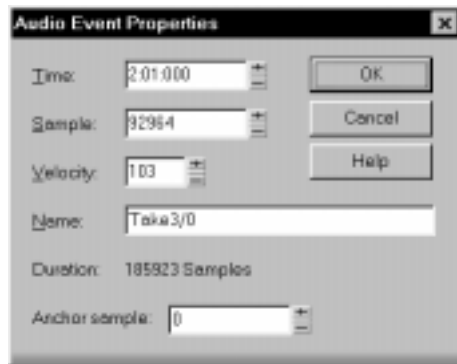 Audio Event Properties
Time: 2:01:000
OK
Sample: 92964
Cancel
Velocity: 103
Help
Name: Take3/0
Duration: 185923 Samples
Anchor sample: 0